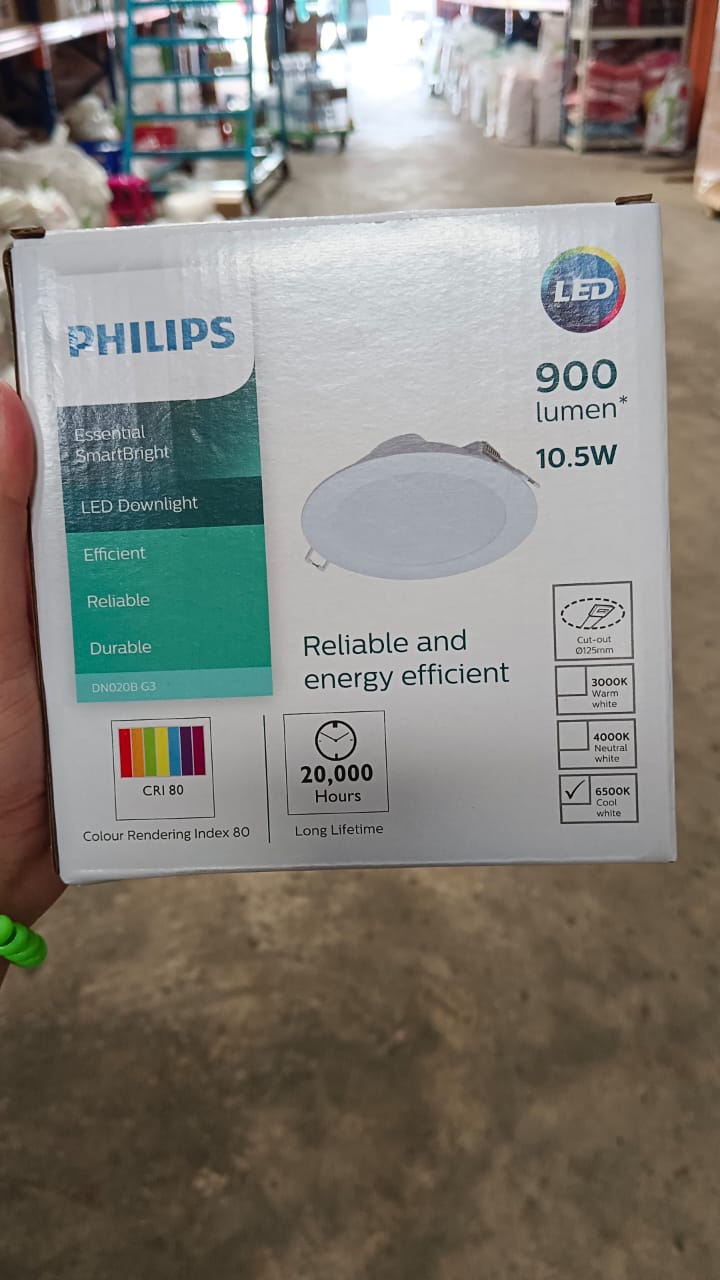 PHILIPS
Essential
SmartBright
LED Downlight
Efficient
Reliable
Durable
DN020B G3
LED
900
lumen*
10.5W
Reliable and
energy efficient
Cut-out
Ø125mm
3000K
Warm
white
4000K
Neutral
white
6500K
Cool
white
CRI 80
Colour Rendering Index 80
20,000
Hours
Long Lifetime